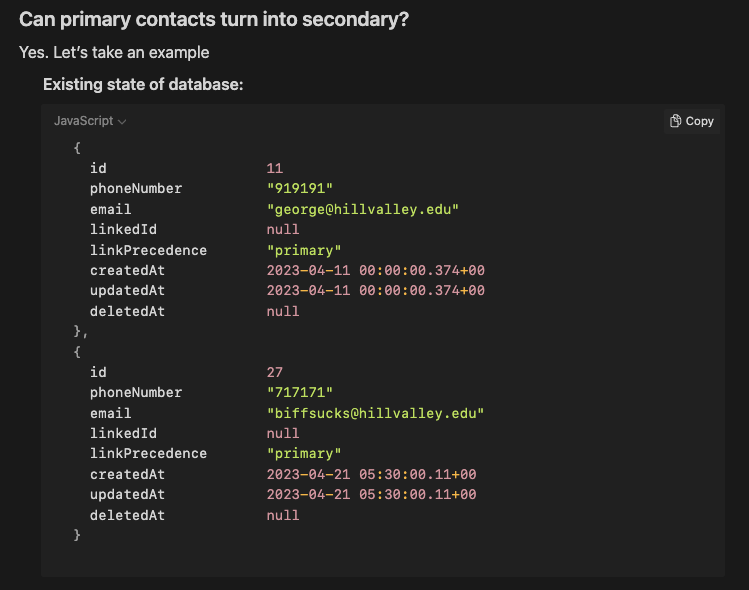 Can primary contacts turn into secondary?
Yes. Let’s take an example
Existing state of database:
JavaScript
Copy
{
id 11
phoneNumber "919191"
email "george@hillvalley.edu"
linkedId null
linkPrecedence "primary"
createdAt 2023-04-11 00:00:00.374+00
updatedAt 2023-04-11 00:00:00.374+00
deletedAt null
},
{
id 27
phoneNumber "717171"
email "biffsucks@hillvalley.edu"
linkedId null
linkPrecedence "primary"
createdAt 2023-04-21 05:30:00.11+00
updatedAt 2023-04-21 05:30:00.11+00
deletedAt null
}